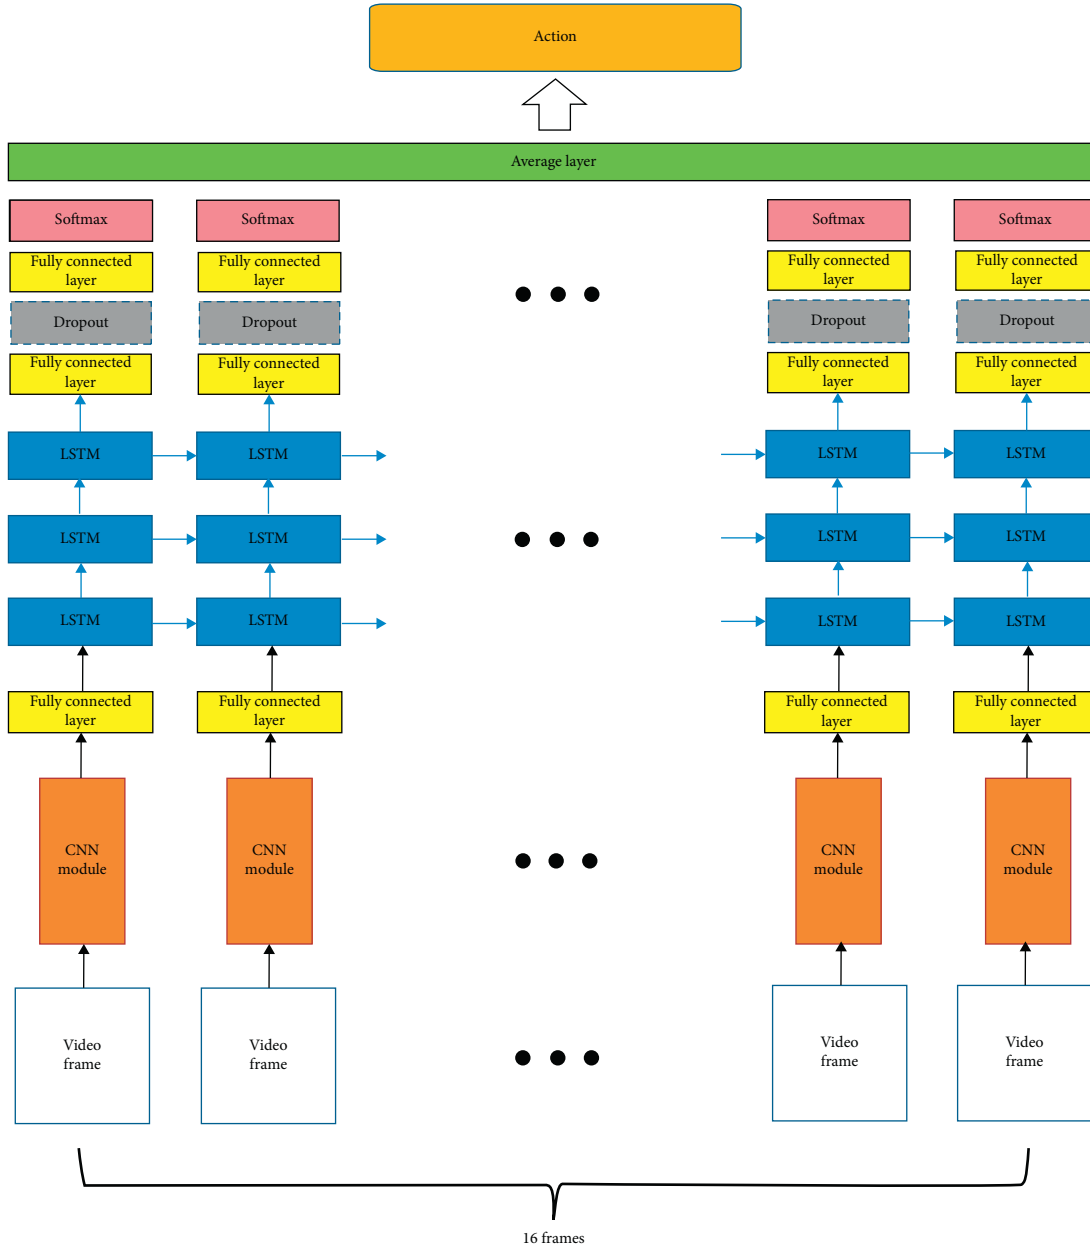 Action
Average layer
Softmax Softmax Softmax Softmax
Fully connected Fully connected Fully connected Fully connected
layer layer layer layer
Dropout Dropout Dropout Dropout
Fully connected Fully connected Fully connected Fully connected
layer layer layer layer
LSTM LSTM LSTM LSTM
LSTM LSTM LSTM LSTM
LSTM LSTM LSTM LSTM
Fully connected Fully connected Fully connected Fully connected
layer layer layer layer
CNN CNN CNN CNN
module module module module
Video Video Video Video
frame frame frame frame
16 frames